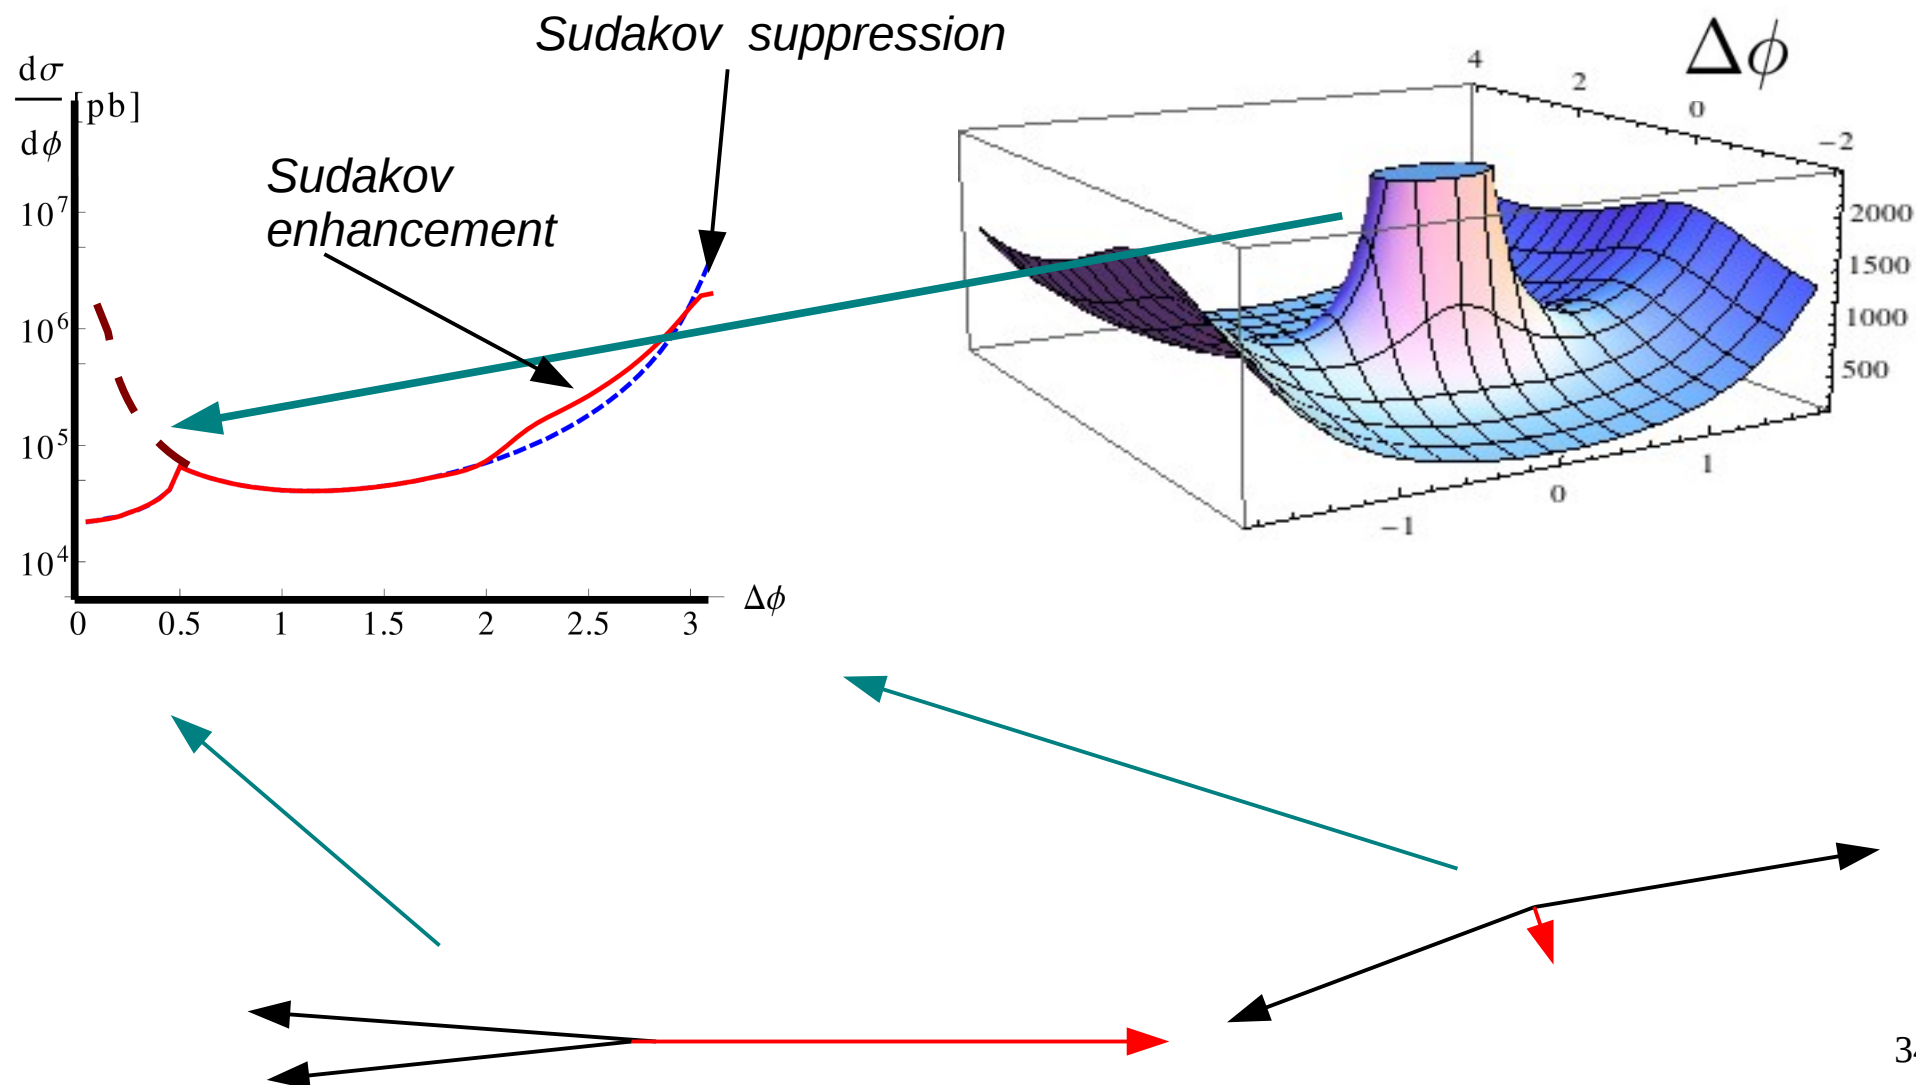 Sudakov suppression
dσ
[pb]
dϕ
Sudakov
enhancement
10^7
10^6
10^5
10^4
0 0.5 1 1.5 2 2.5 3
Δϕ
Δϕ
4 2 0 −2
2000
1500
1000
500
−1 0 1